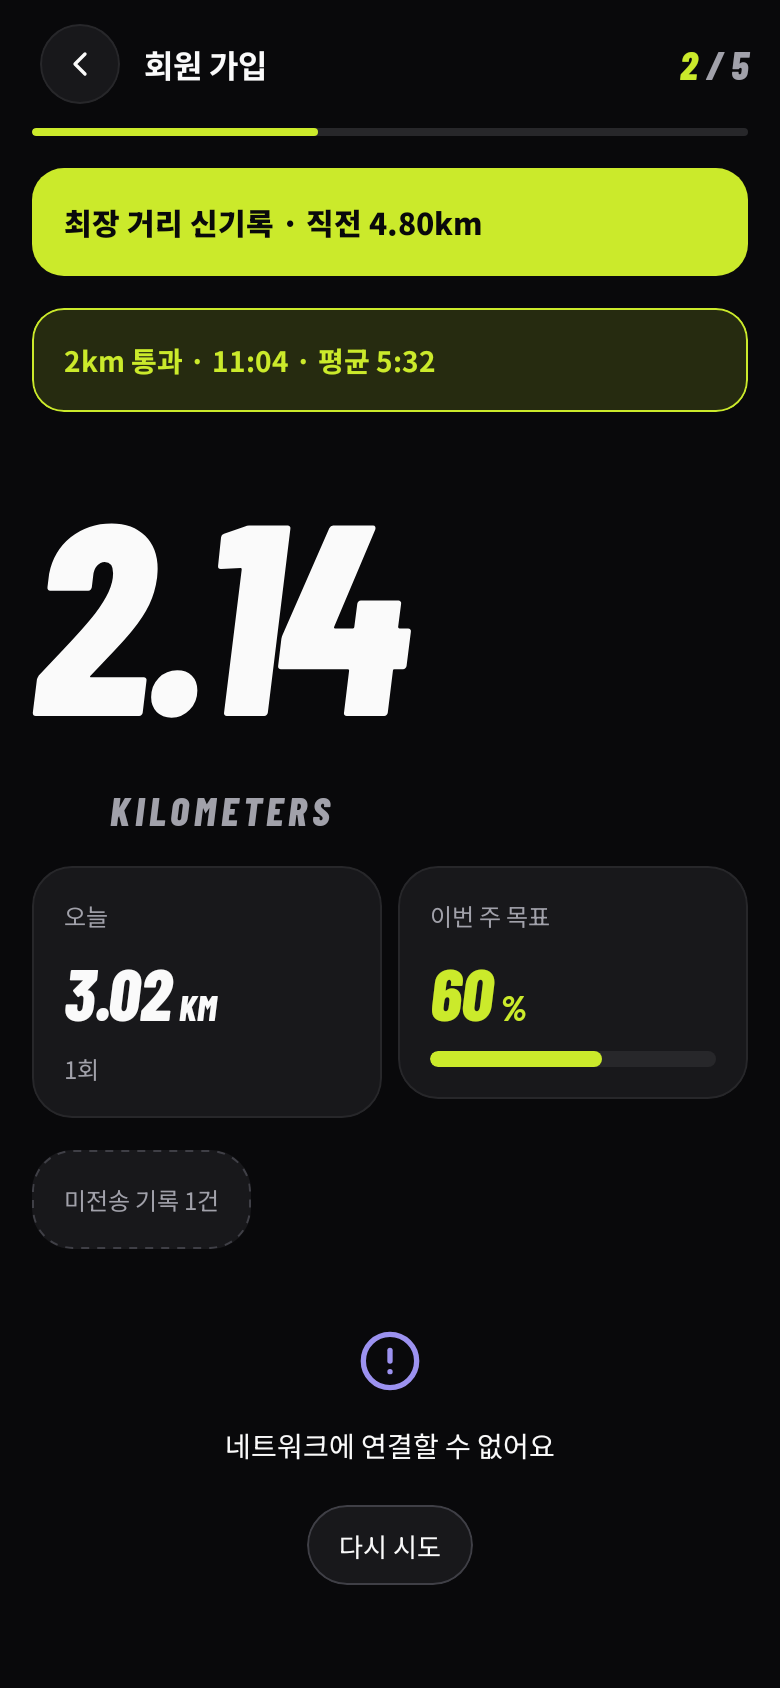 회원 가입
2 / 5
최장 거리 신기록 · 직전 4.80km
2km 통과 · 11:04 · 평균 5:32
2.14
KILOMETERS
오늘
3.02 KM
1회
이번 주 목표
60 %
미전송 기록 1건
네트워크에 연결할 수 없어요
다시 시도